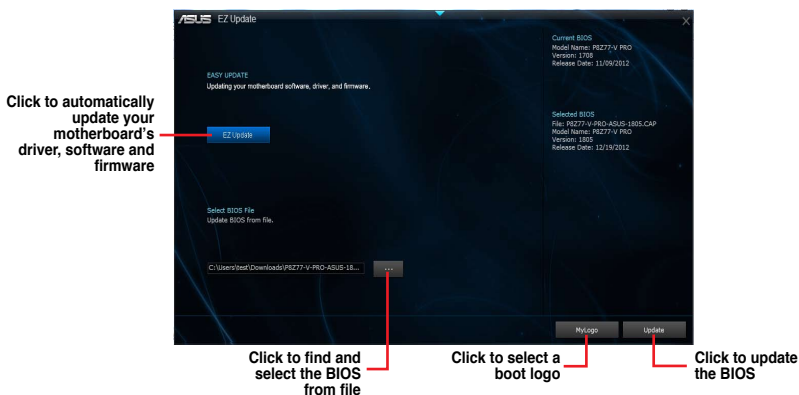 ASUS EZ Update
X
Current BIOS
Model Name: P8Z77-V PRO
Version: 1708
Release Date: 11/09/2012
EASY UPDATE
Updating your motherboard software, driver, and firmware.
Click to automatically
update your
motherboard’s
driver, software and
firmware
EZ Update
Selected BIOS
File: P8Z77-V-PRO-ASUS-1805.CAP
Model Name: P8Z77-V PRO
Version: 1805
Release Date: 12/19/2012
Select BIOS File
Update BIOS from file.
C:\Users\test\Downloads\P8Z77-V-PRO-ASUS-18...
...
MyLogo
Update
Click to find and
select the BIOS
from file
Click to select a
boot logo
Click to update
the BIOS